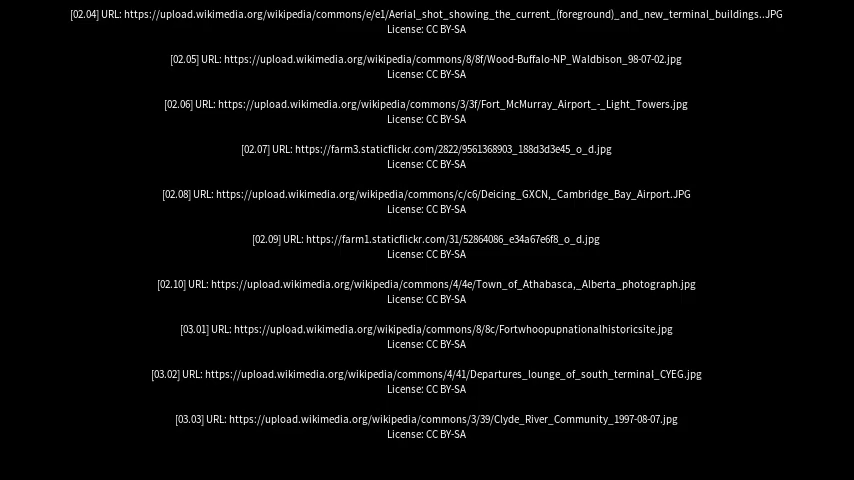 [02.04] URL: https://upload.wikimedia.org/wikipedia/commons/e/e1/Aerial_shot_showing_the_current_(foreground)_and_new_terminal_buildings..JPG
License: CC BY-SA
[02.05] URL: https://upload.wikimedia.org/wikipedia/commons/8/8f/Wood-Buffalo-NP_Waldbison_98-07-02.jpg
License: CC BY-SA
[02.06] URL: https://upload.wikimedia.org/wikipedia/commons/3/3f/Fort_McMurray_Airport_-_Light_Towers.jpg
License: CC BY-SA
[02.07] URL: https://farm3.staticflickr.com/2822/9561368903_188d3d3e45_o_d.jpg
License: CC BY-SA
[02.08] URL: https://upload.wikimedia.org/wikipedia/commons/c/c6/Deicing_GXCN,_Cambridge_Bay_Airport.JPG
License: CC BY-SA
[02.09] URL: https://farm1.staticflickr.com/31/52864086_e34a67e6f8_o_d.jpg
License: CC BY-SA
[02.10] URL: https://upload.wikimedia.org/wikipedia/commons/4/4e/Town_of_Athabasca,_Alberta_photograph.jpg
License: CC BY-SA
[03.01] URL: https://upload.wikimedia.org/wikipedia/commons/8/8c/Fortwhoopupnationalhistoricsite.jpg
License: CC BY-SA
[03.02] URL: https://upload.wikimedia.org/wikipedia/commons/4/41/Departures_lounge_of_south_terminal_CYEG.jpg
License: CC BY-SA
[03.03] URL: https://upload.wikimedia.org/wikipedia/commons/3/39/Clyde_River_Community_1997-08-07.jpg
License: CC BY-SA